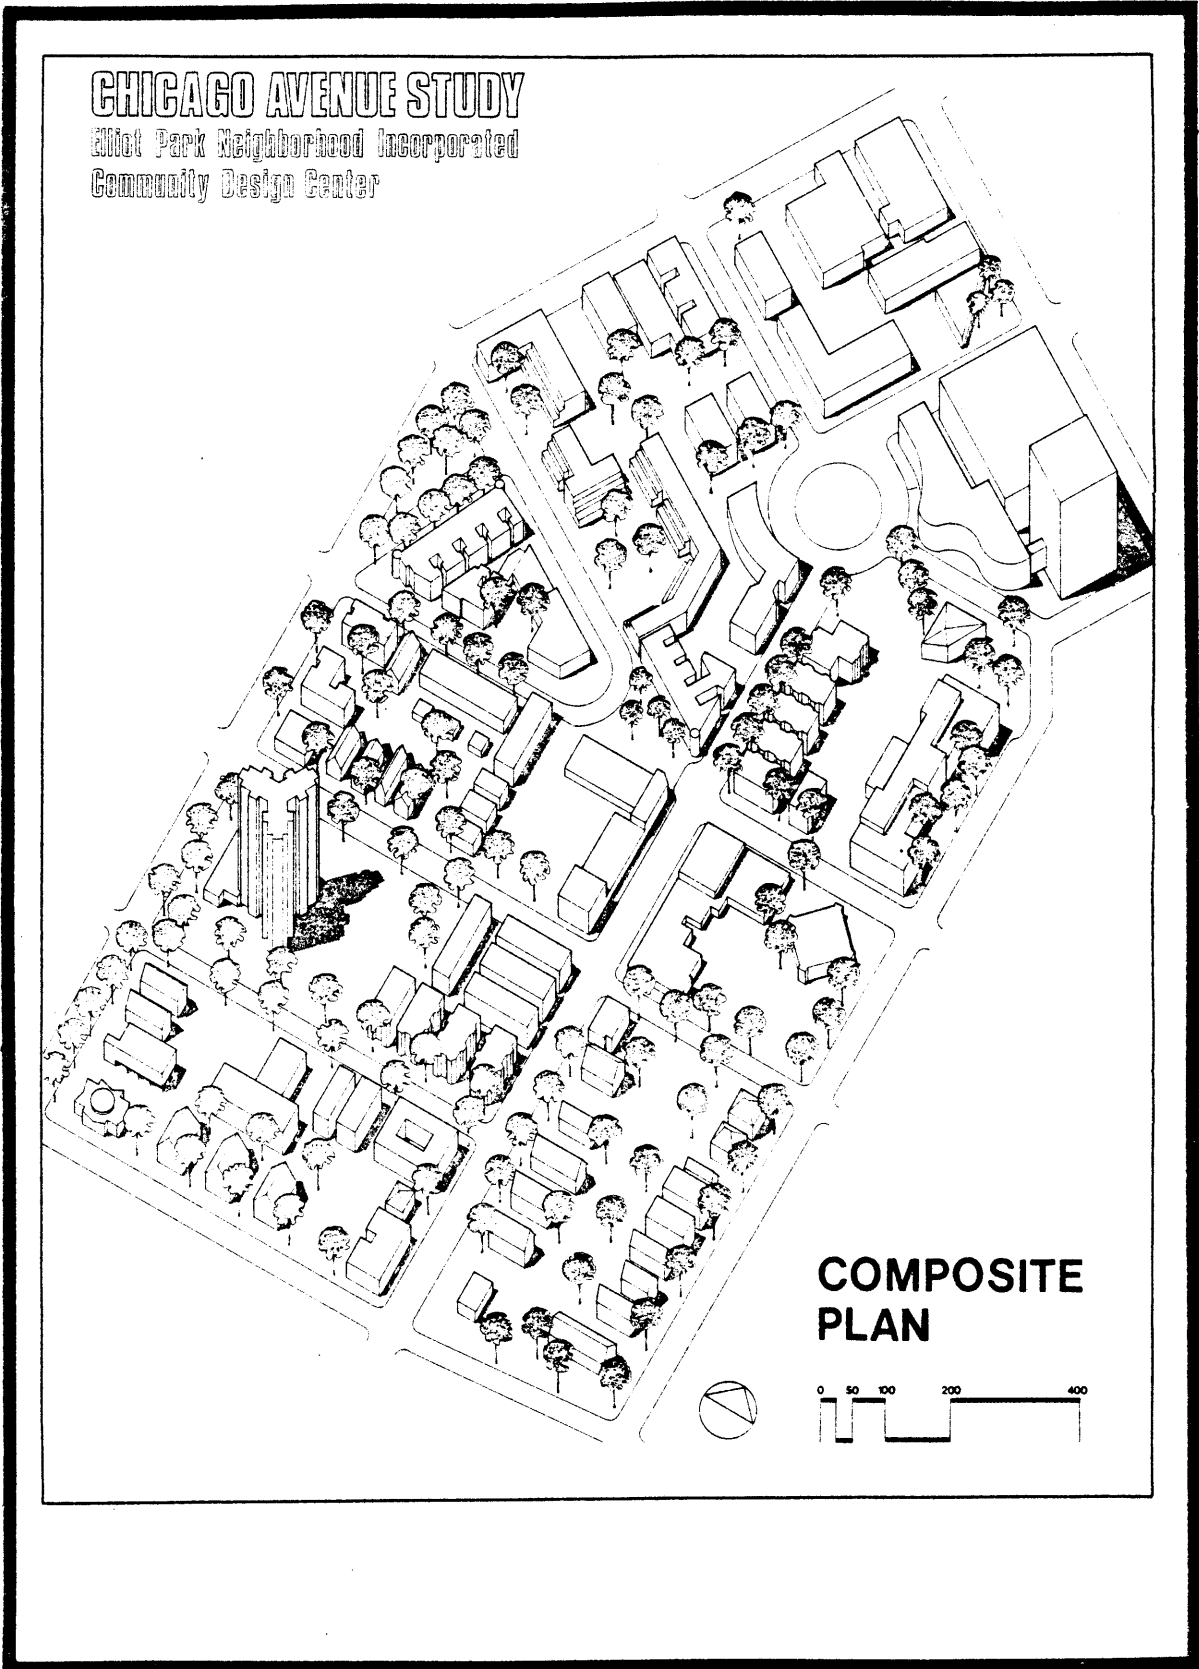 CHICAGO AVENUE STUDY
Elliot Park Neighborhood Incorporated
Community Design Center
COMPOSITE
PLAN
0 50 100 200 400